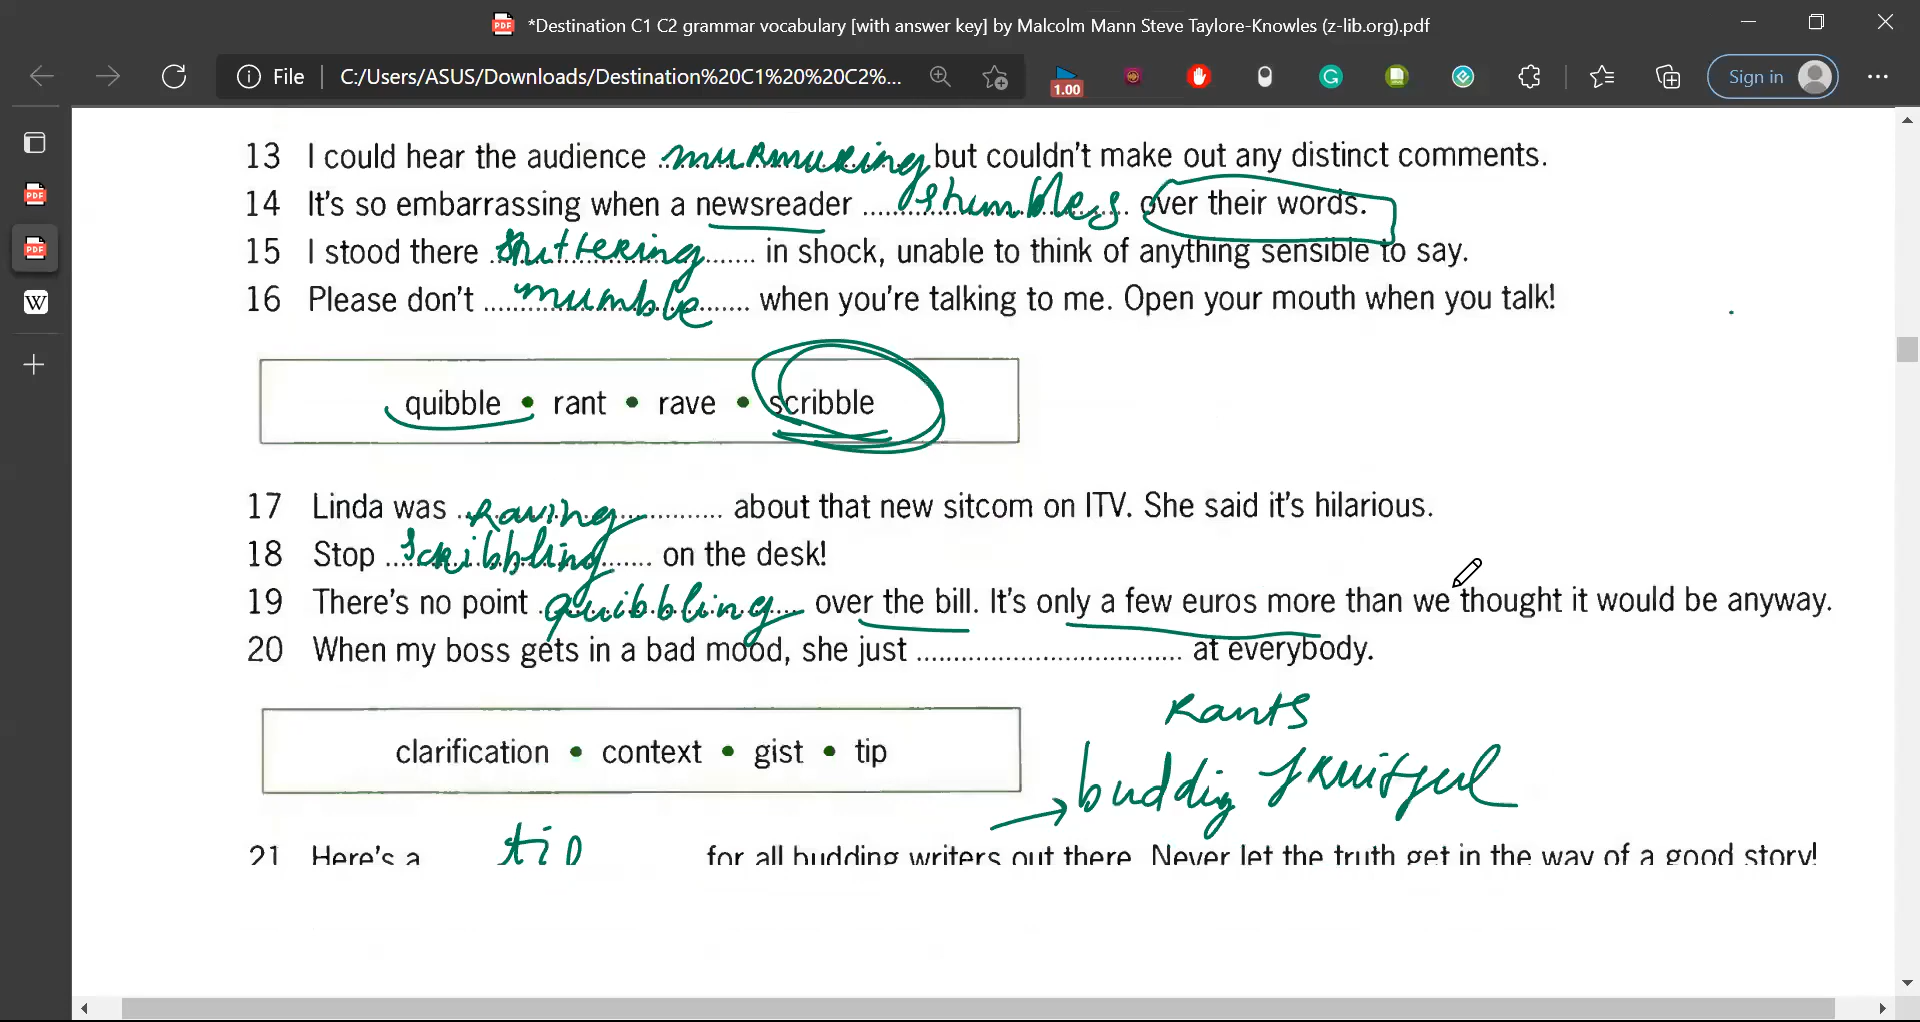 *Destination C1 C2 grammar vocabulary [with answer key] by Malcolm Mann Steve Taylore-Knowles (z-lib.org).pdf
File C:/Users/ASUS/Downloads/Destination%20C1%20%20C2%... 1.00 Sign in
13 I could hear the audience murmuring but couldn't make out any distinct comments.
14 It's so embarrassing when a newsreader stumbles over their words.
15 I stood there stuttering in shock, unable to think of anything sensible to say.
16 Please don't mumble when you're talking to me. Open your mouth when you talk!
quibble • rant • rave • scribble
17 Linda was raving about that new sitcom on ITV. She said it's hilarious.
18 Stop scribbling on the desk!
19 There's no point quibbling over the bill. It's only a few euros more than we thought it would be anyway.
20 When my boss gets in a bad mood, she just .................................. at everybody.
rants
clarification • context • gist • tip
budding fruitful
21 Here's a tip for all budding writers out there. Never let the truth get in the way of a good story!